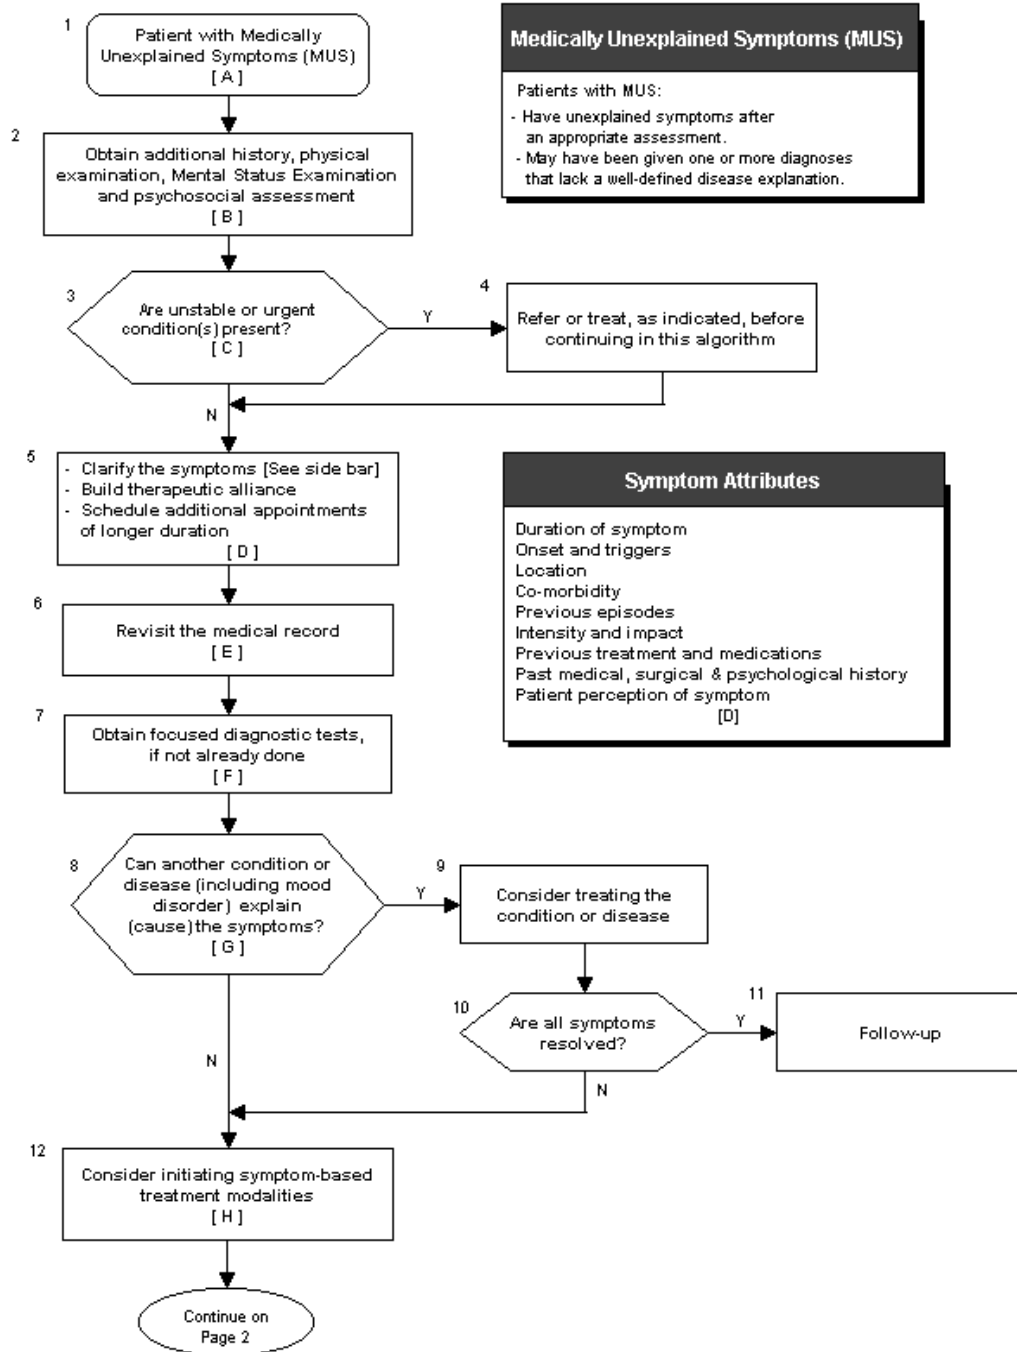 1
Patient with Medically
Unexplained Symptoms (MUS)
[ A ]
Medically Unexplained Symptoms (MUS)
Patients with MUS:
- Have unexplained symptoms after
an appropriate assessment.
- May have been given one or more diagnoses
that lack a well-defined disease explanation.
2
Obtain additional history, physical
examination, Mental Status Examination
and psychosocial assessment
[ B ]
3
Are unstable or urgent
condition(s) present?
[ C ]
Y
4
Refer or treat, as indicated, before
continuing in this algorithm
N
5
- Clarify the symptoms [See side bar]
- Build therapeutic alliance
- Schedule additional appointments
of longer duration
[ D ]
Symptom Attributes
Duration of symptom
Onset and triggers
Location
Co-morbidity
Previous episodes
Intensity and impact
Previous treatment and medications
Past medical, surgical & psychological history
Patient perception of symptom
[D]
6
Revisit the medical record
[ E ]
7
Obtain focused diagnostic tests,
if not already done
[ F ]
8
Can another condition or
disease (including mood
disorder) explain
(cause) the symptoms?
[ G ]
Y
9
Consider treating the
condition or disease
10
Are all symptoms
resolved?
Y
11
Follow-up
N
N
12
Consider initiating symptom-based
treatment modalities
[ H ]
Continue on
Page 2